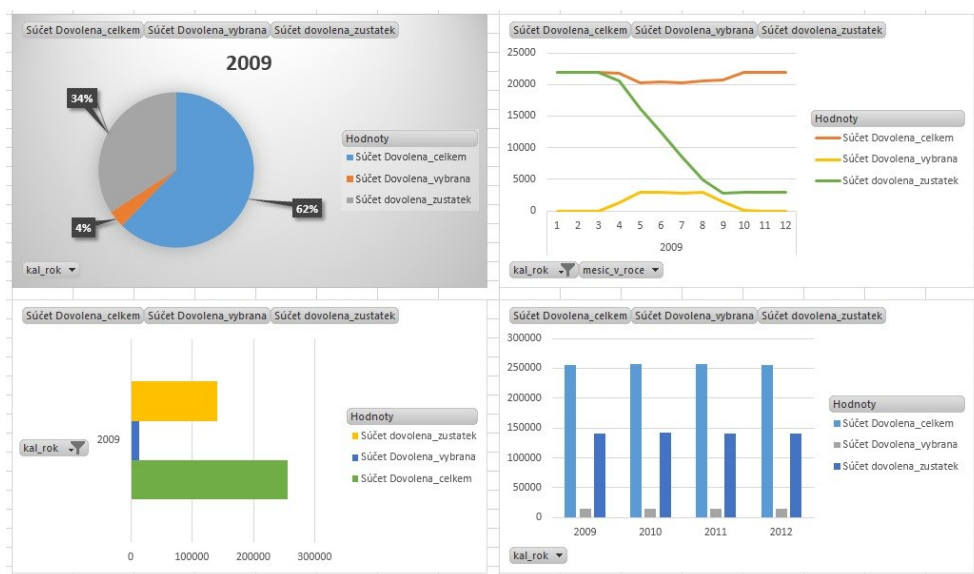 Súčet Dovolena_celkem Súčet Dovolena_vybrana Súčet dovolena_zustatek
2009
34%
4%
62%
Hodnoty
Súčet Dovolena_celkem
Súčet Dovolena_vybrana
Súčet dovolena_zustatek
kal_rok
Súčet Dovolena_celkem Súčet Dovolena_vybrana Súčet dovolena_zustatek
25000
20000
15000
10000
5000
0
1 2 3 4 5 6 7 8 9 10 11 12
2009
Hodnoty
Súčet Dovolena_celkem
Súčet Dovolena_vybrana
Súčet dovolena_zustatek
kal_rok mesic_v_roce
Súčet Dovolena_celkem Súčet Dovolena_vybrana Súčet dovolena_zustatek
kal_rok
2009
0 100000 200000 300000
Hodnoty
Súčet dovolena_zustatek
Súčet Dovolena_vybrana
Súčet Dovolena_celkem
Súčet Dovolena_celkem Súčet Dovolena_vybrana Súčet dovolena_zustatek
300000
250000
200000
150000
100000
50000
0
2009 2010 2011 2012
Hodnoty
Súčet Dovolena_celkem
Súčet Dovolena_vybrana
Súčet dovolena_zustatek
kal_rok